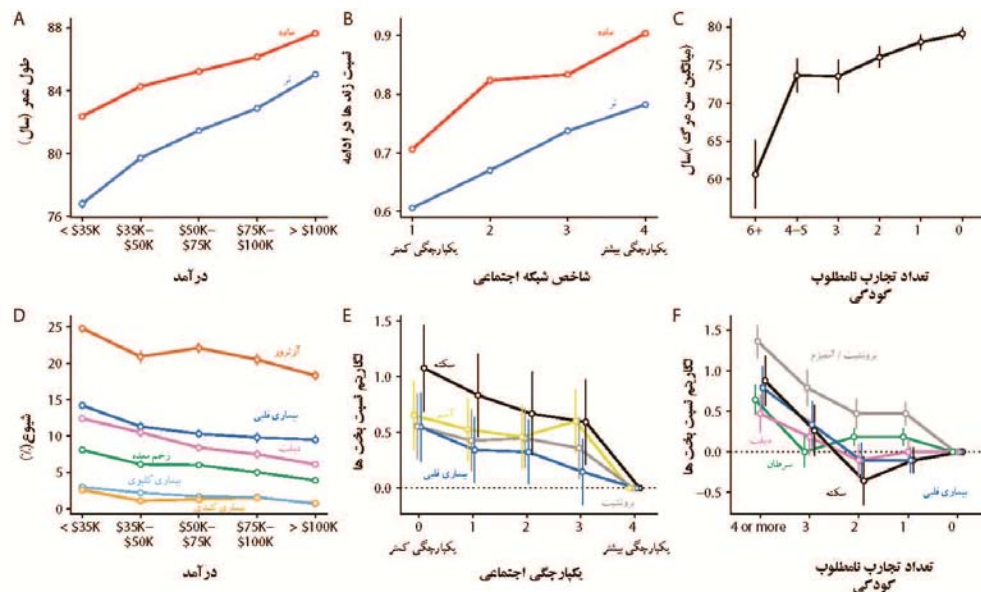 A
88
84
80
76
طول عمر (سال)
ماده
نر
< $35K
$35K–
$50K
$50K–
$75K
$75K–
$100K
> $100K
درآمد
B
0.9
0.8
0.7
0.6
نسبت زنده ها در ادامه
ماده
نر
1
2
3
4
یکپارچگی کمتر
یکپارچگی بیشتر
شاخص شبکه اجتماعی
C
80
75
70
65
60
میانگین سن مرگ )سال(
6+
4–5
3
2
1
0
تعداد تجارب نامطلوب
کودکی
D
25
20
15
10
5
0
شیوع(%)
آرتروز
بیماری قلبی
دیابت
زخم معده
بیماری کلیوی
بیماری کبدی
< $35K
$35K–
$50K
$50K–
$75K
$75K–
$100K
> $100K
درآمد
E
1.5
1.0
0.5
0.0
لگاریتم نسبت بخت ها
سکته
آسم
بیماری قلبی
برونشیت
0
1
2
3
4
یکپارچگی کمتر
یکپارچگی بیشتر
یکپارچگی اجتماعی
F
1.5
1.0
0.5
0.0
−0.5
لگاریتم نسبت بخت ها
برونشیت / آمفیزم
دیابت
سرطان
سکته
بیماری قلبی
4 or more
3
2
1
0
تعداد تجارب نامطلوب
کودکی